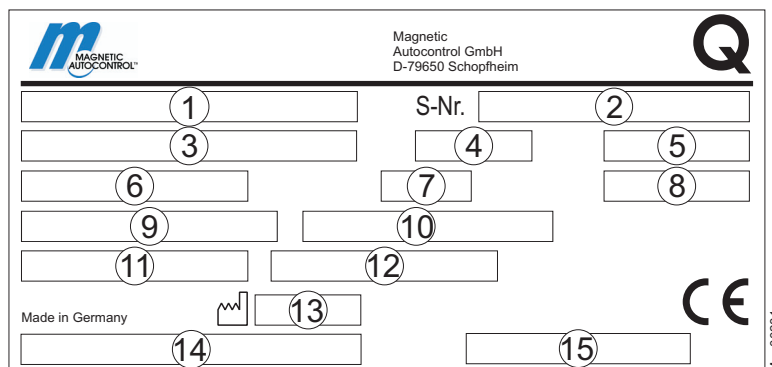 MAGNETIC
AUTOCONTROL™
Magnetic
Autocontrol GmbH
D-79650 Schopfheim
Q
1 S-Nr. 2
3 4 5
6 7 8
9 10
11 12
Made in Germany 13 CE
14 15